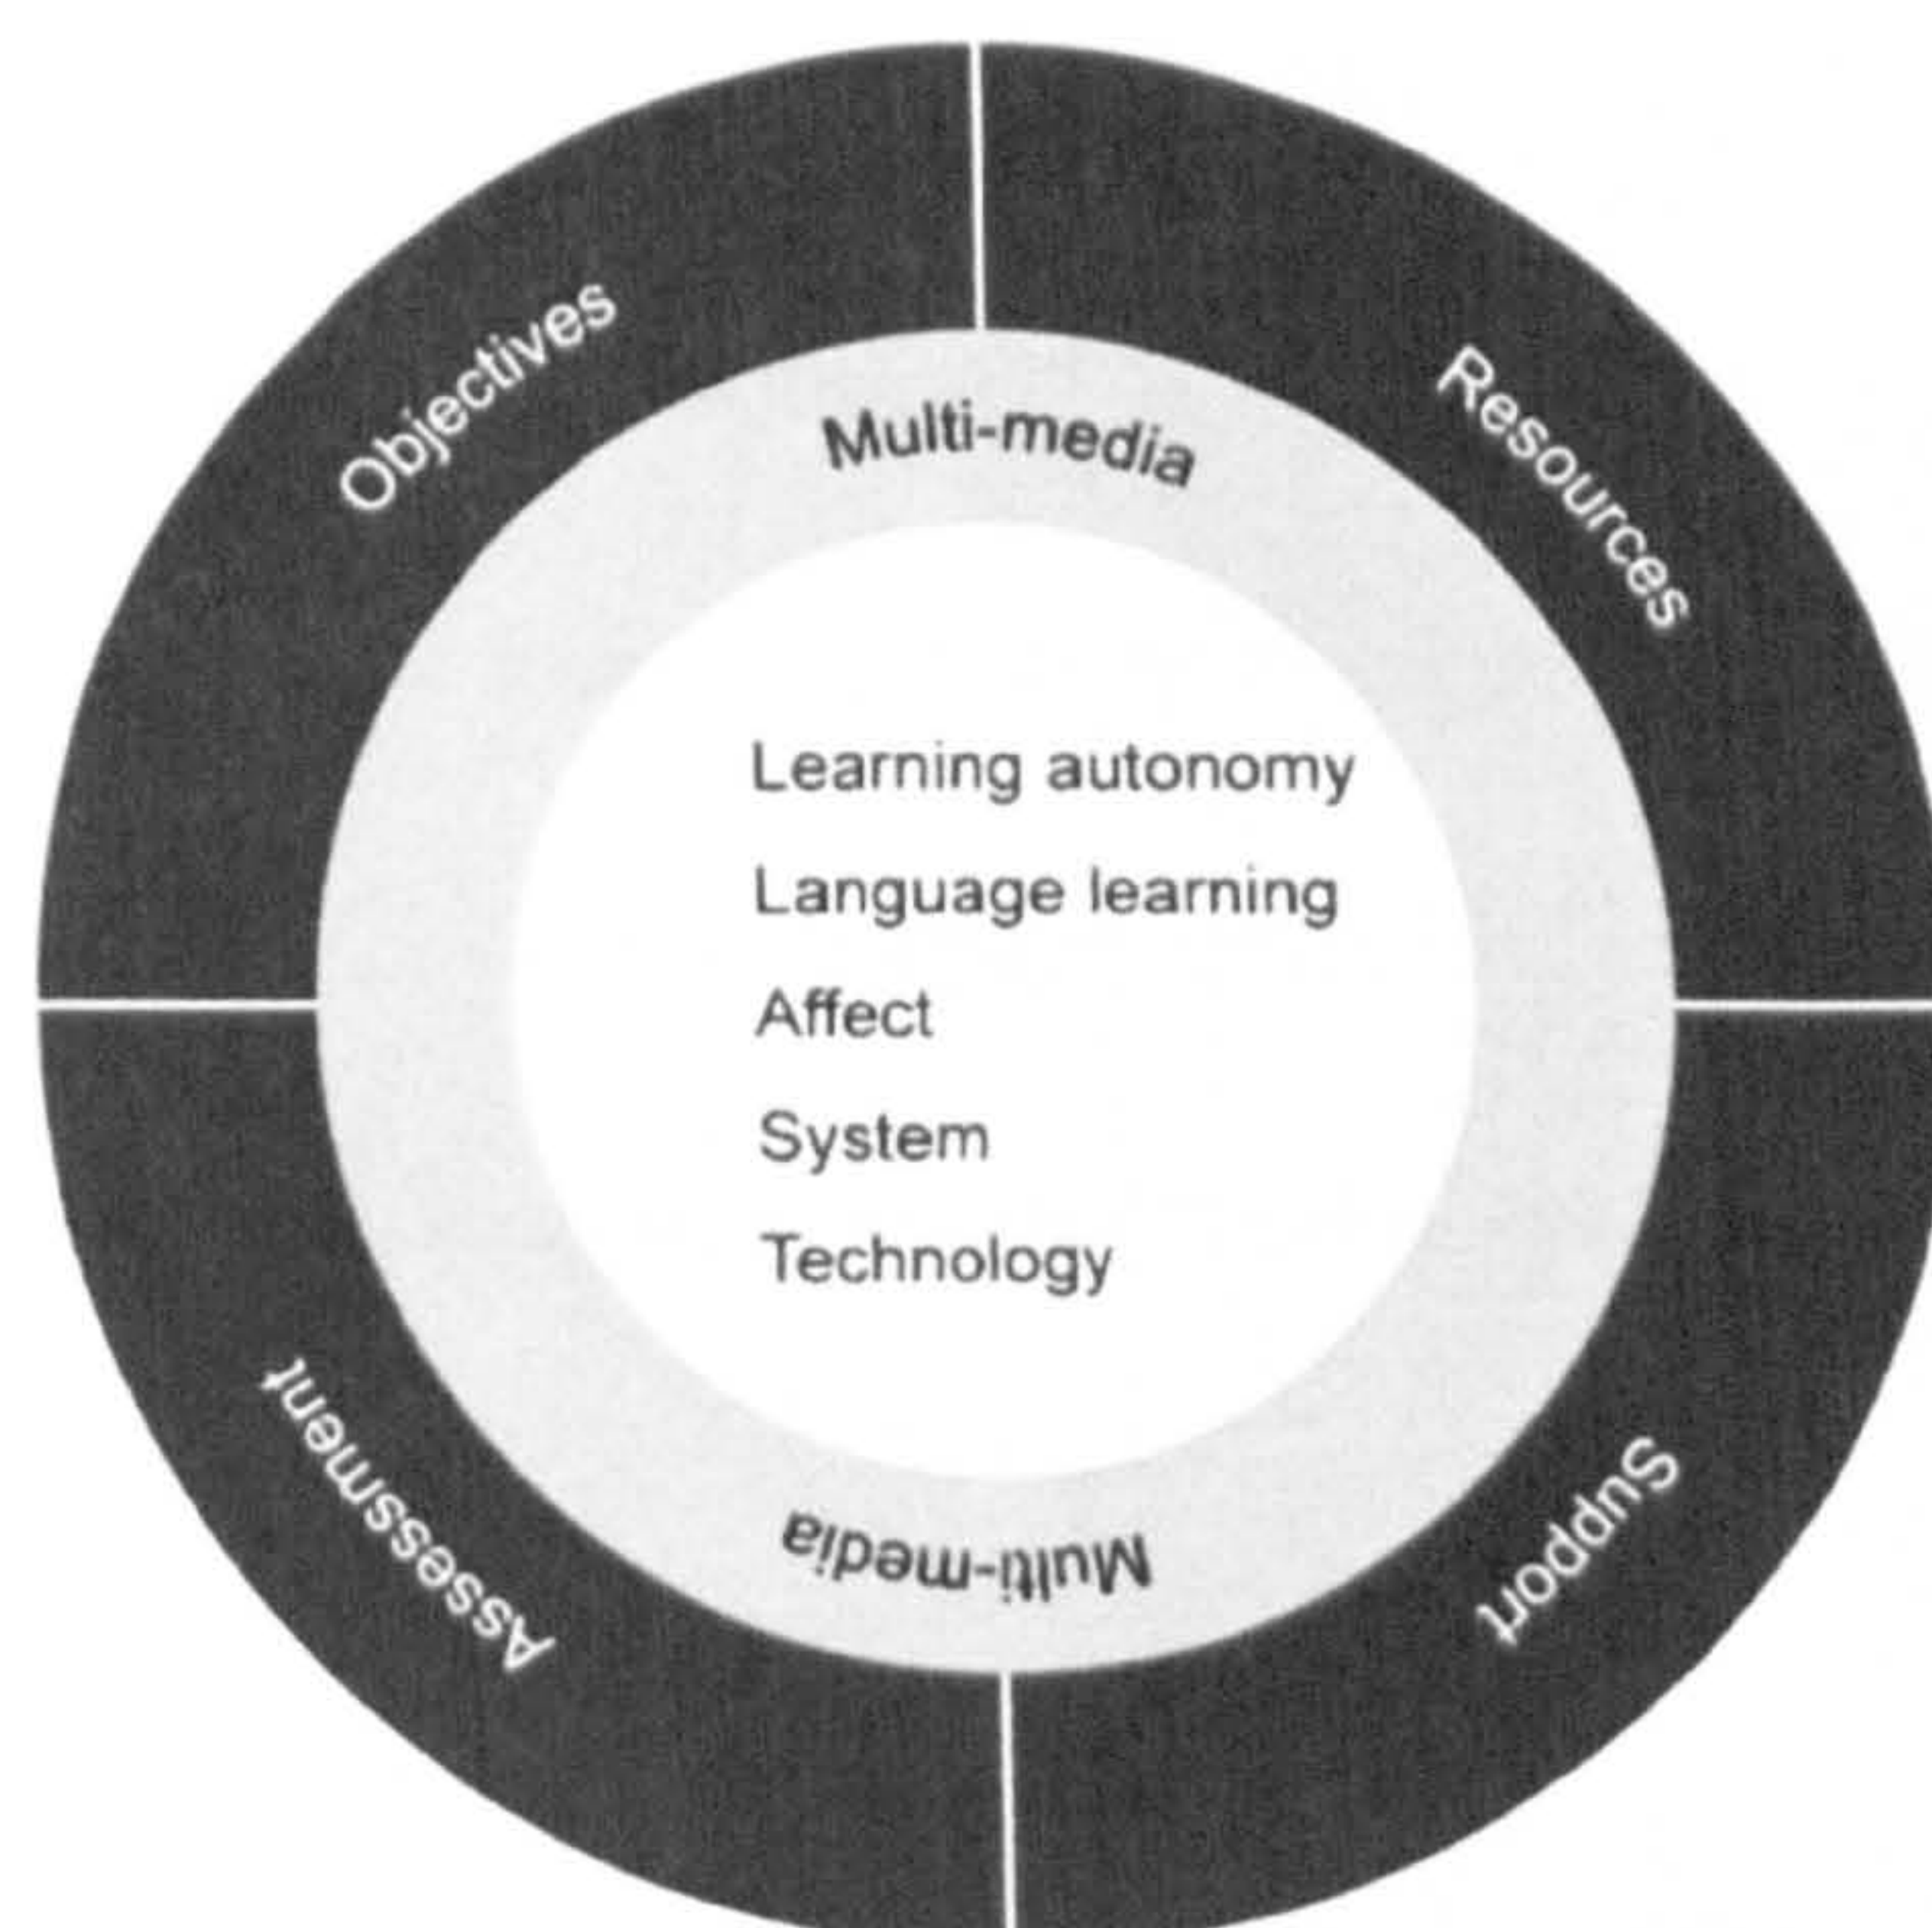 Objectives
Resources
Multi-media
Learning autonomy
Language learning
Affect
System
Technology
Multi-media
Assessment
Support